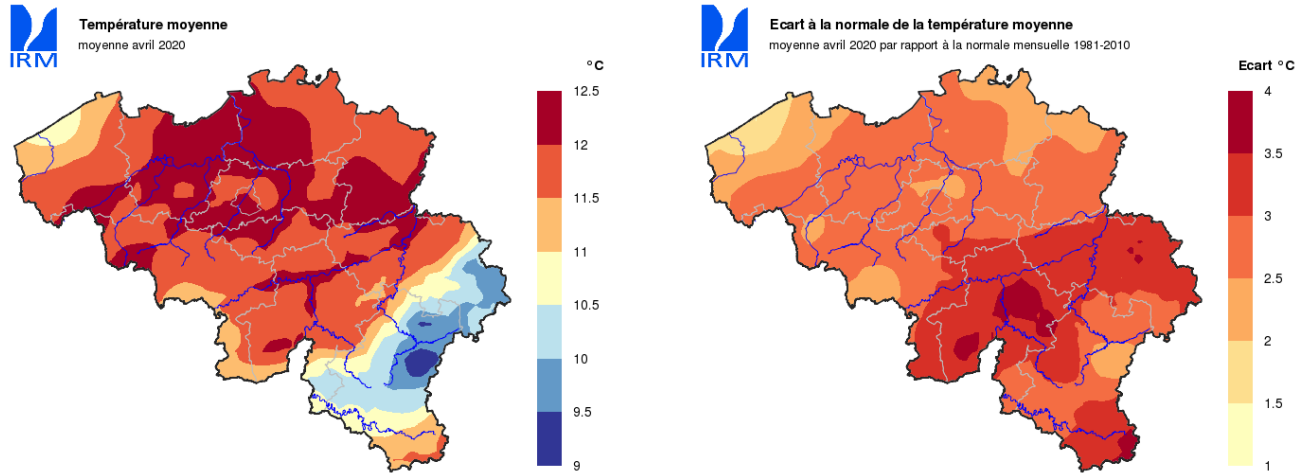 IRM
Température moyenne
moyenne avril 2020
°C
12.5
12
11.5
11
10.5
10
9.5
9
IRM
Ecart à la normale de la température moyenne
moyenne avril 2020 par rapport à la normale mensuelle 1981-2010
Ecart °C
4
3.5
3
2.5
2
1.5
1